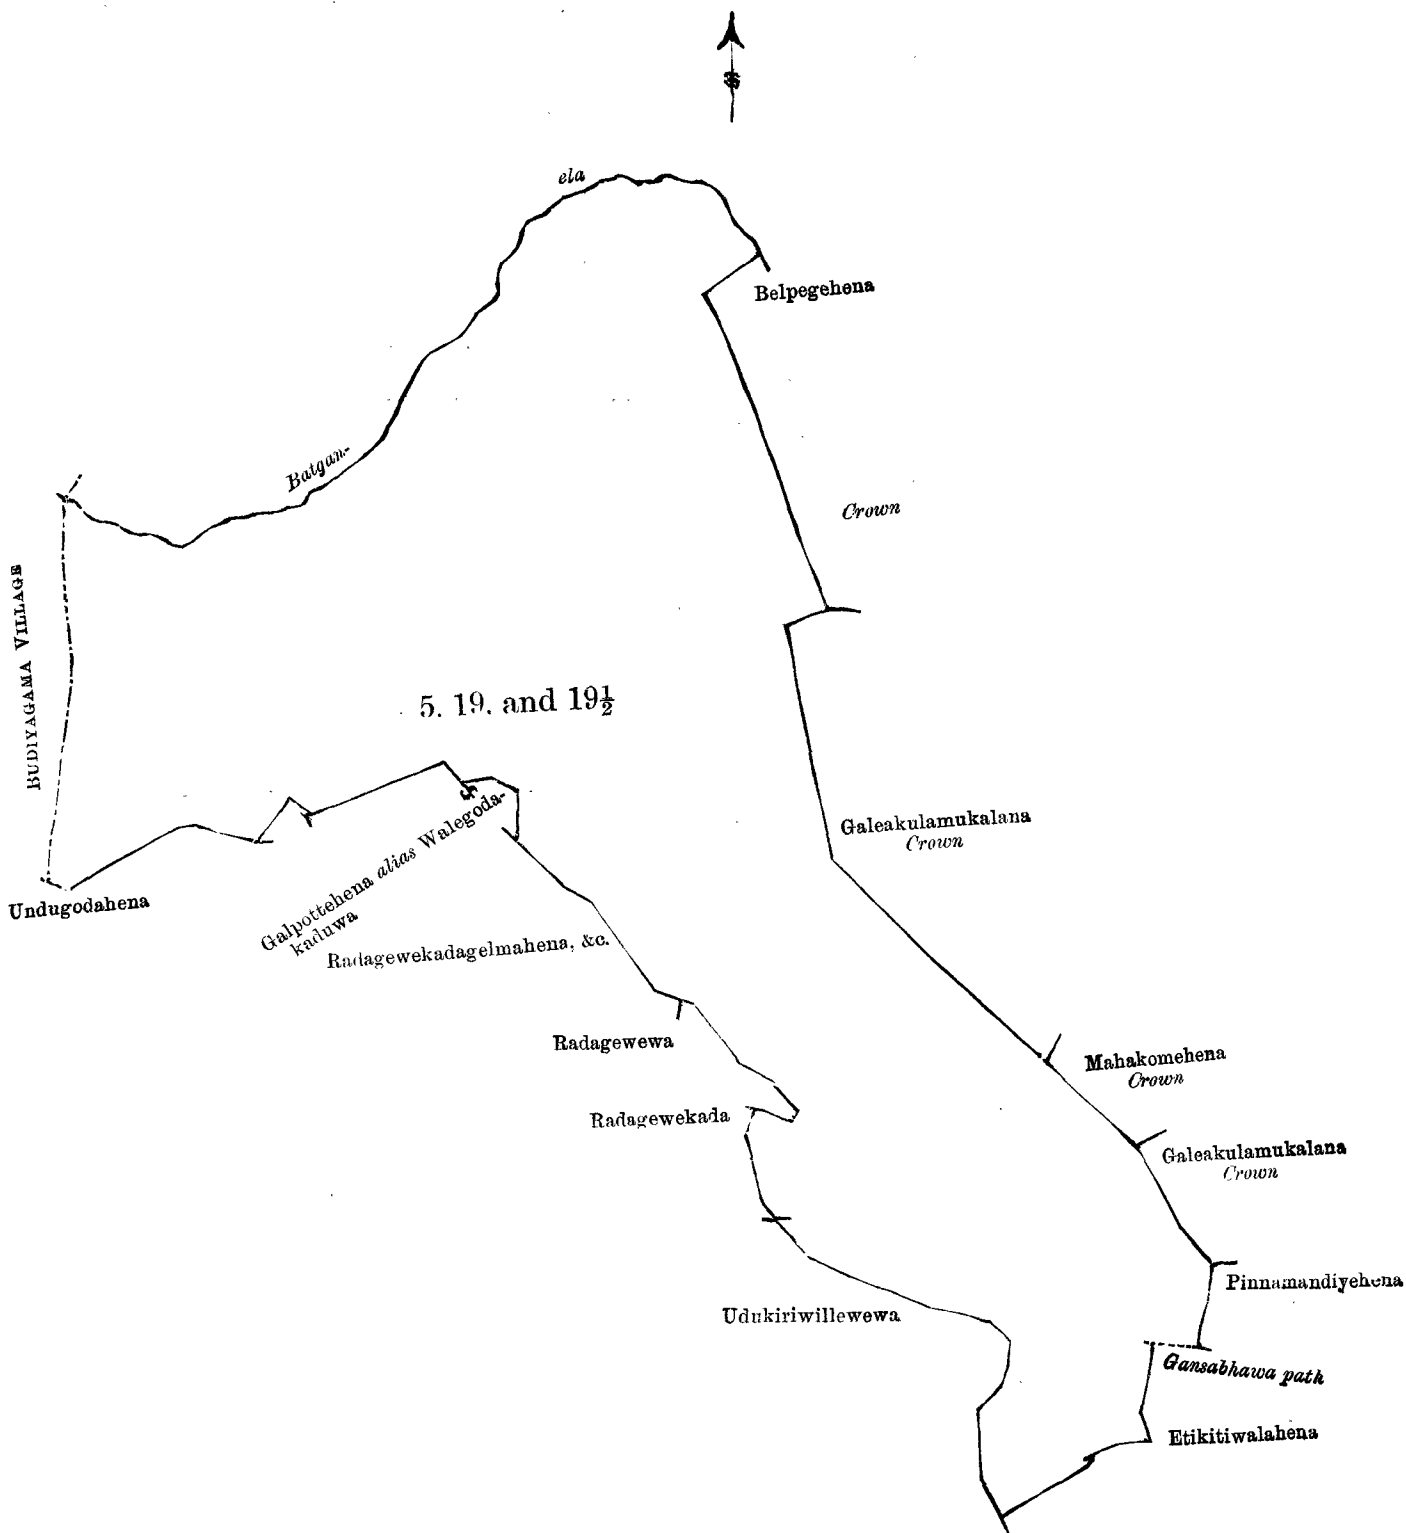 ela
Belpegehena
Batgan-
Crown
BUDIYAGAMA VILLAGE
5. 19. and 19½
Galeakulamukalana
Crown
Undugodahena
Galpottehena alias Walegoda-
kaduwa
Radagewekadagelmahena, &c.
Radagewewa
Mahakomehena
Crown
Radagewekada
Galeakulamukalana
Crown
Pinnamandiyehena
Udukiriwillewewa
Gansabhawa path
Etikitiwalahena